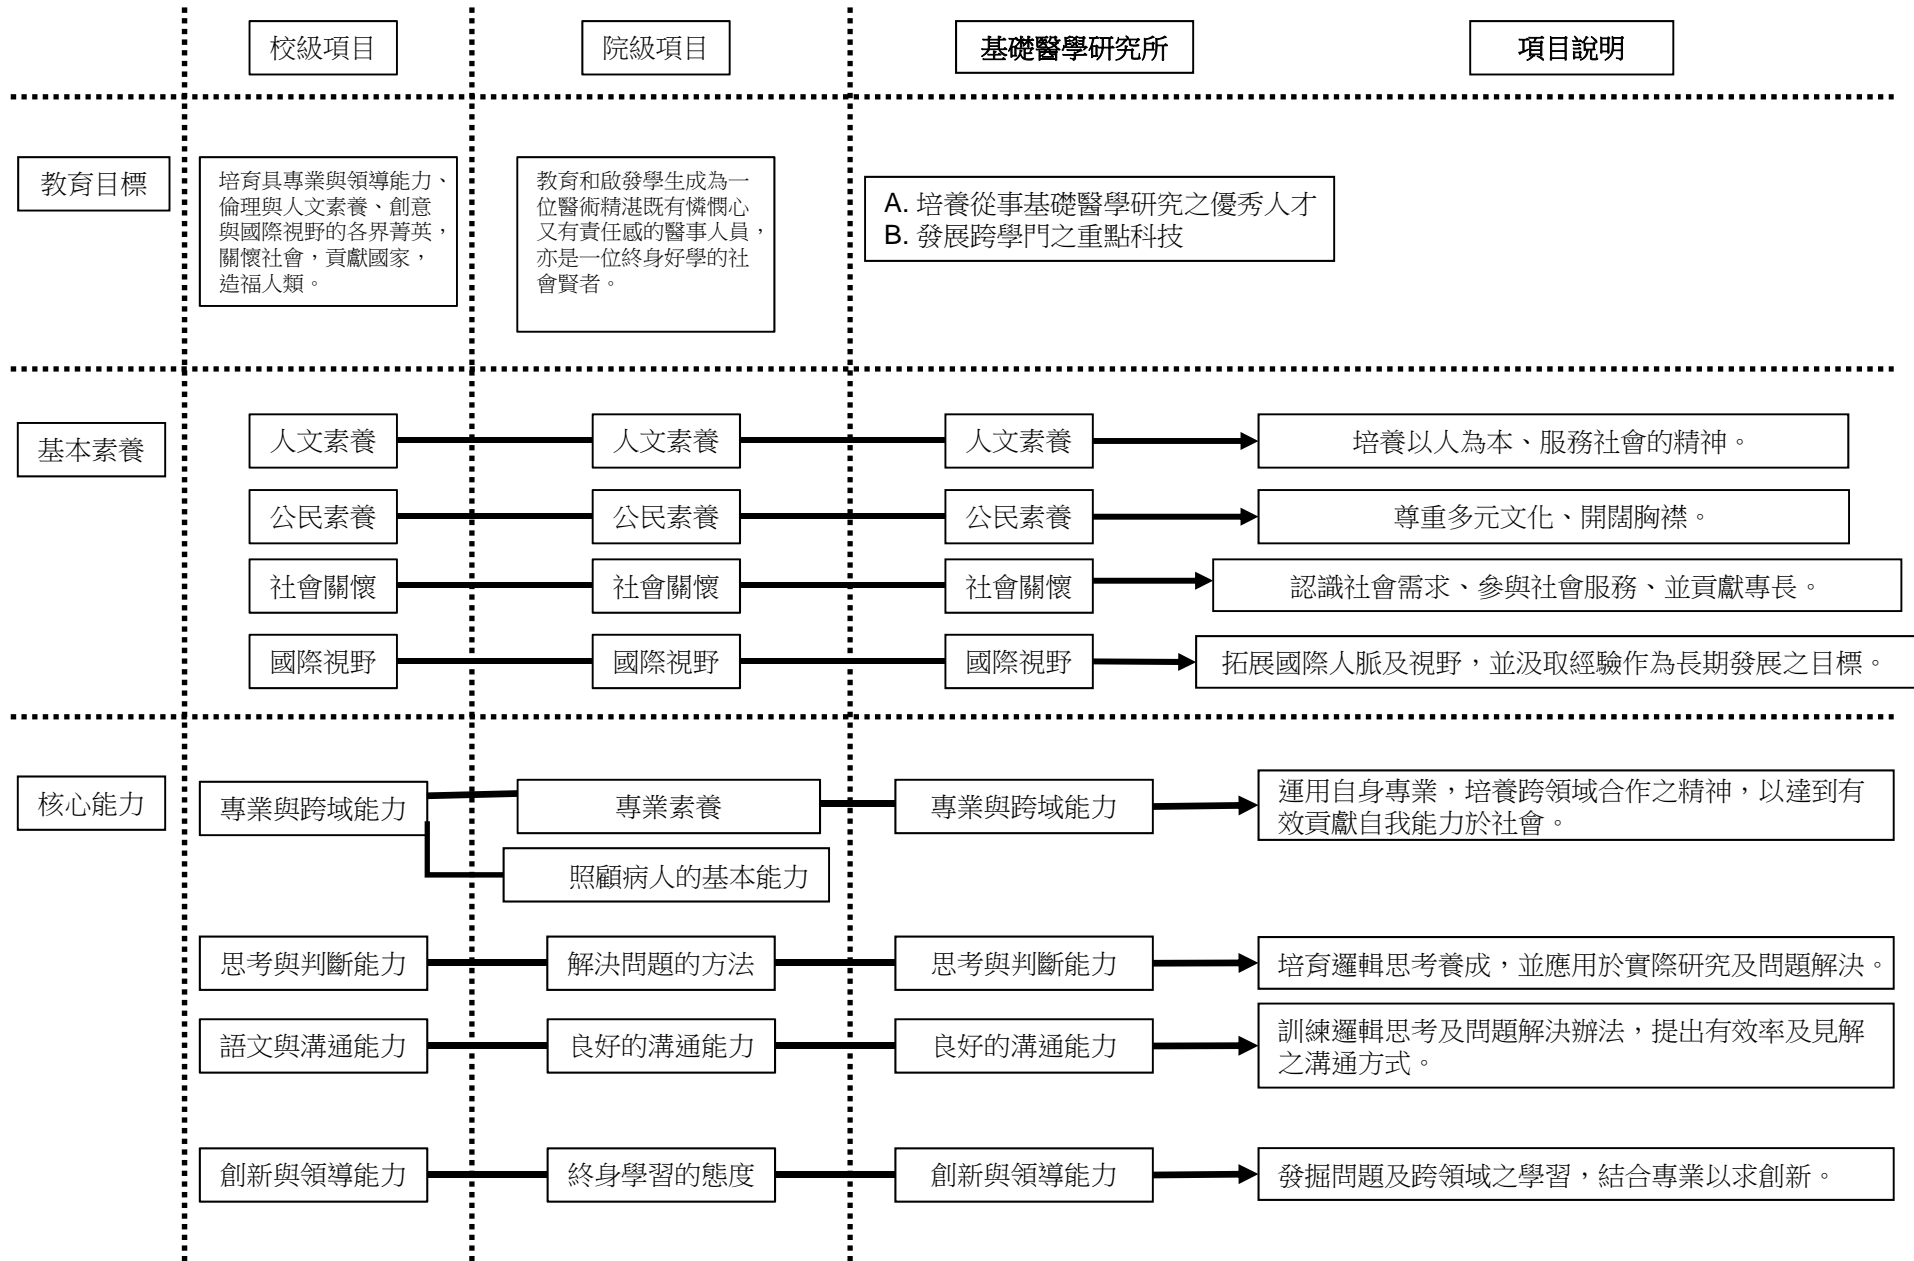 校級項目
院級項目
基礎醫學研究所
項目說明
教育目標
培育具專業與領導能力、
倫理與人文素養、創意
與國際視野的各界菁英，
關懷社會，貢獻國家，
造福人類。
教育和啟發學生成為一
位醫術精湛既有憐憫心
又有責任感的醫事人員，
亦是一位終身好學的社
會賢者。
A. 培養從事基礎醫學研究之優秀人才
B. 發展跨學門之重點科技
基本素養
人文素養
人文素養
人文素養
培養以人為本、服務社會的精神。
公民素養
公民素養
公民素養
尊重多元文化、開闊胸襟。
社會關懷
社會關懷
社會關懷
認識社會需求、參與社會服務、並貢獻專長。
國際視野
國際視野
國際視野
拓展國際人脈及視野，並汲取經驗作為長期發展之目標。
核心能力
專業與跨域能力
專業素養
專業與跨域能力
運用自身專業，培養跨領域合作之精神，以達到有
效貢獻自我能力於社會。
照顧病人的基本能力
思考與判斷能力
解決問題的方法
思考與判斷能力
培育邏輯思考養成，並應用於實際研究及問題解決。
語文與溝通能力
良好的溝通能力
良好的溝通能力
訓練邏輯思考及問題解決辦法，提出有效率及見解
之溝通方式。
創新與領導能力
終身學習的態度
創新與領導能力
發掘問題及跨領域之學習，結合專業以求創新。